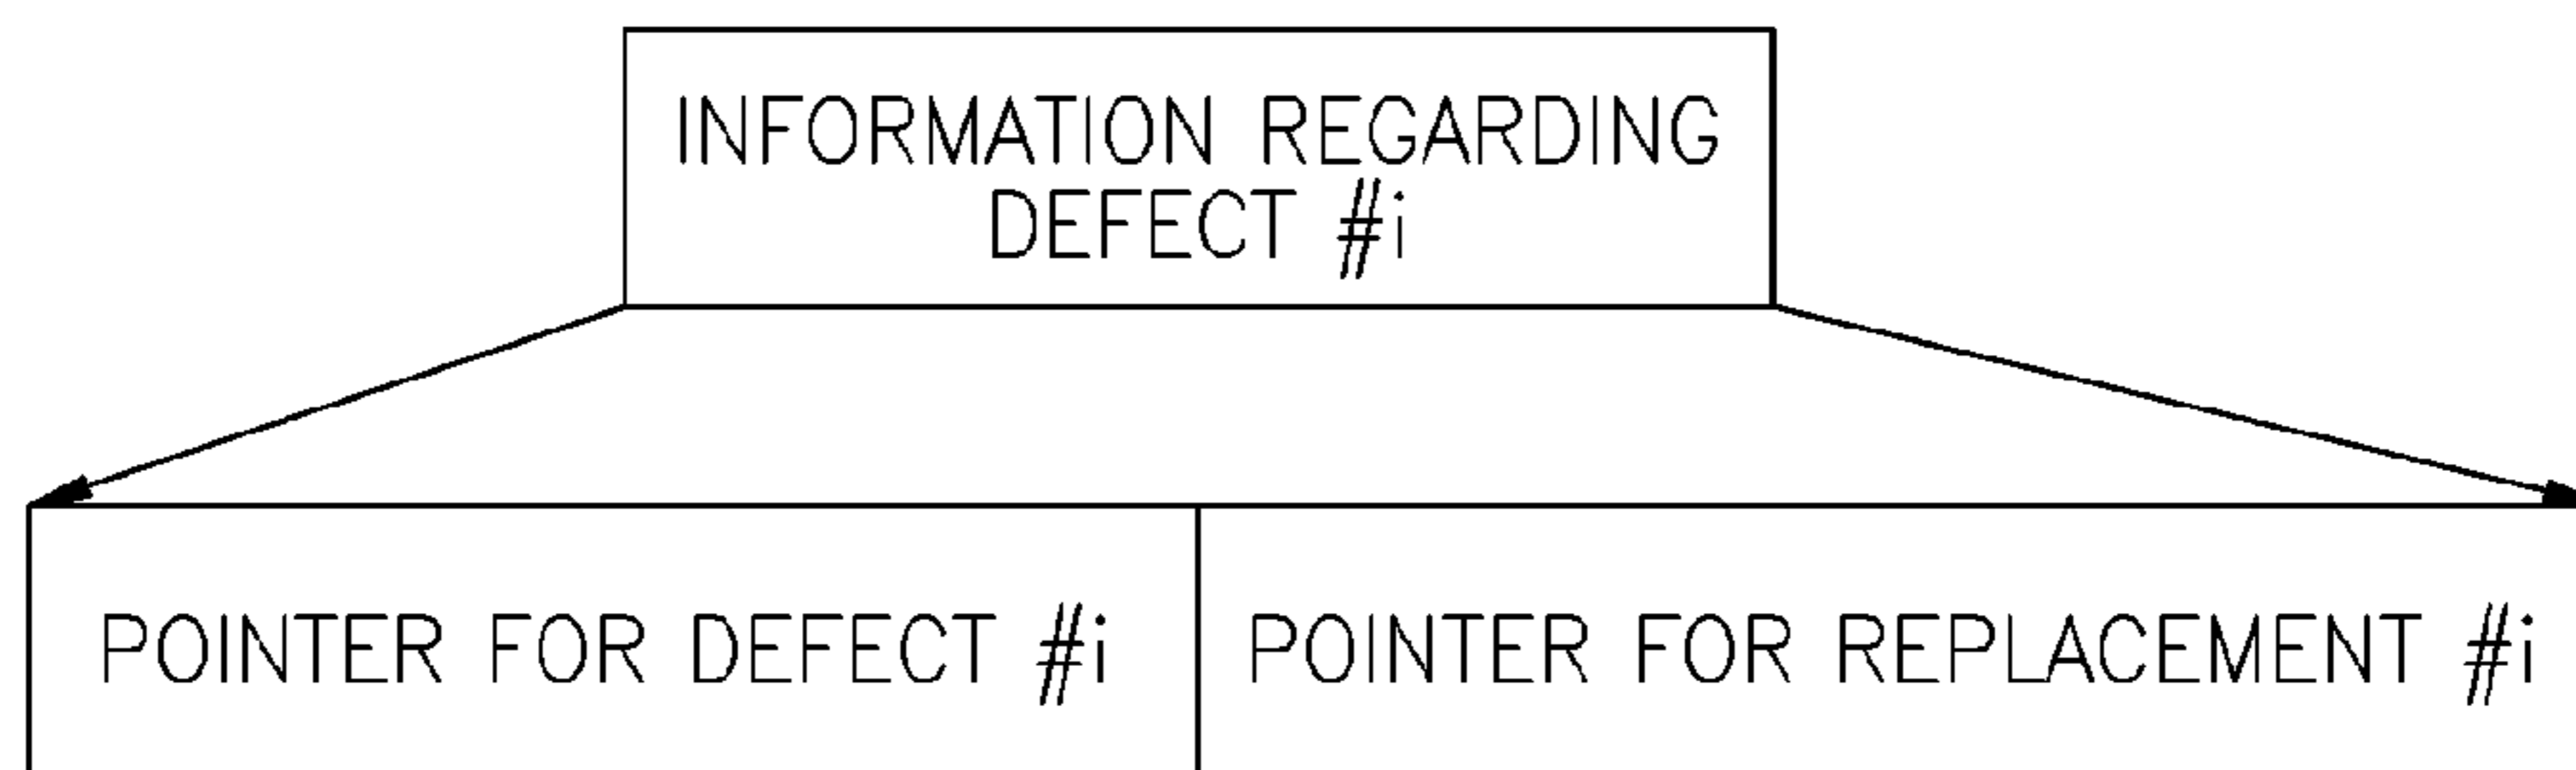 INFORMATION REGARDING
DEFECT #i
POINTER FOR DEFECT #i
POINTER FOR REPLACEMENT #i